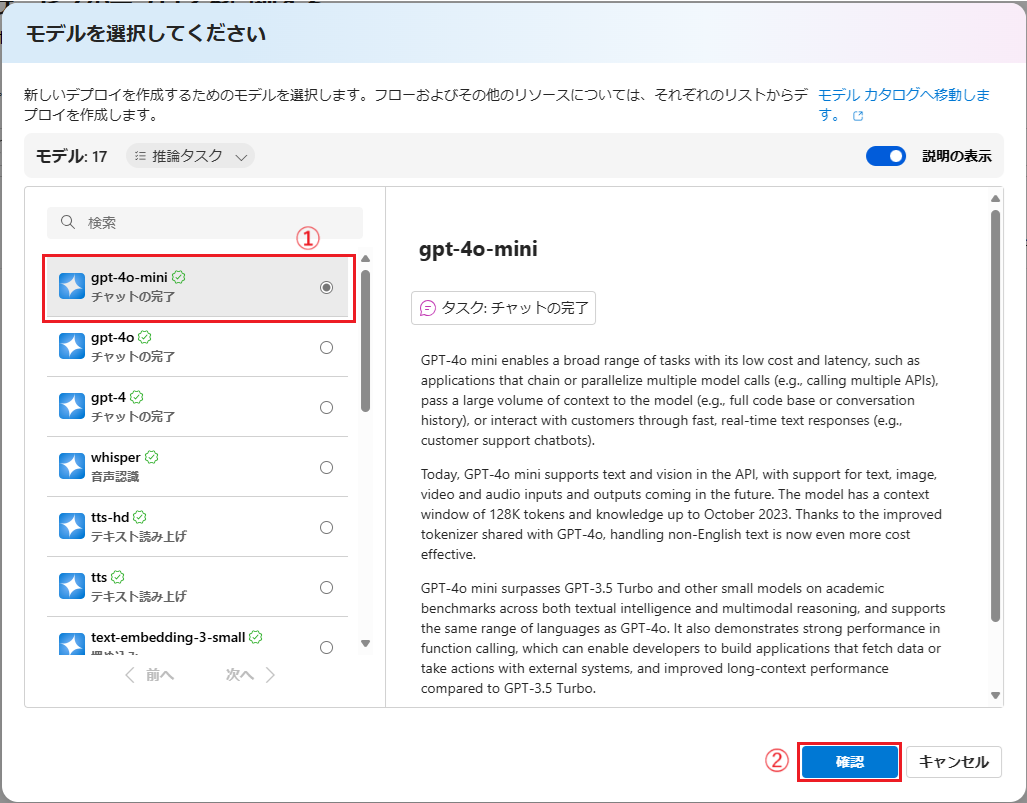 モデルを選択してください
新しいデプロイを作成するためのモデルを選択します。フローおよびその他のリソースについては、それぞれのリストからデ
プロイを作成します。
モデル カタログへ移動しま
す。
モデル: 17
推論タスク
説明の表示
検索
①
gpt-4o-mini
チャットの完了
gpt-4o
チャットの完了
gpt-4
チャットの完了
whisper
音声認識
tts-hd
テキスト読み上げ
tts
テキスト読み上げ
text-embedding-3-small
前へ
次へ
gpt-4o-mini
タスク: チャットの完了
GPT-4o mini enables a broad range of tasks with its low cost and latency, such as
applications that chain or parallelize multiple model calls (e.g., calling multiple APIs),
pass a large volume of context to the model (e.g., full code base or conversation
history), or interact with customers through fast, real-time text responses (e.g.,
customer support chatbots).
Today, GPT-4o mini supports text and vision in the API, with support for text, image,
video and audio inputs and outputs coming in the future. The model has a context
window of 128K tokens and knowledge up to October 2023. Thanks to the improved
tokenizer shared with GPT-4o, handling non-English text is now even more cost
effective.
GPT-4o mini surpasses GPT-3.5 Turbo and other small models on academic
benchmarks across both textual intelligence and multimodal reasoning, and supports
the same range of languages as GPT-4o. It also demonstrates strong performance in
function calling, which can enable developers to build applications that fetch data or
take actions with external systems, and improved long-context performance
compared to GPT-3.5 Turbo.
②
確認
キャンセル